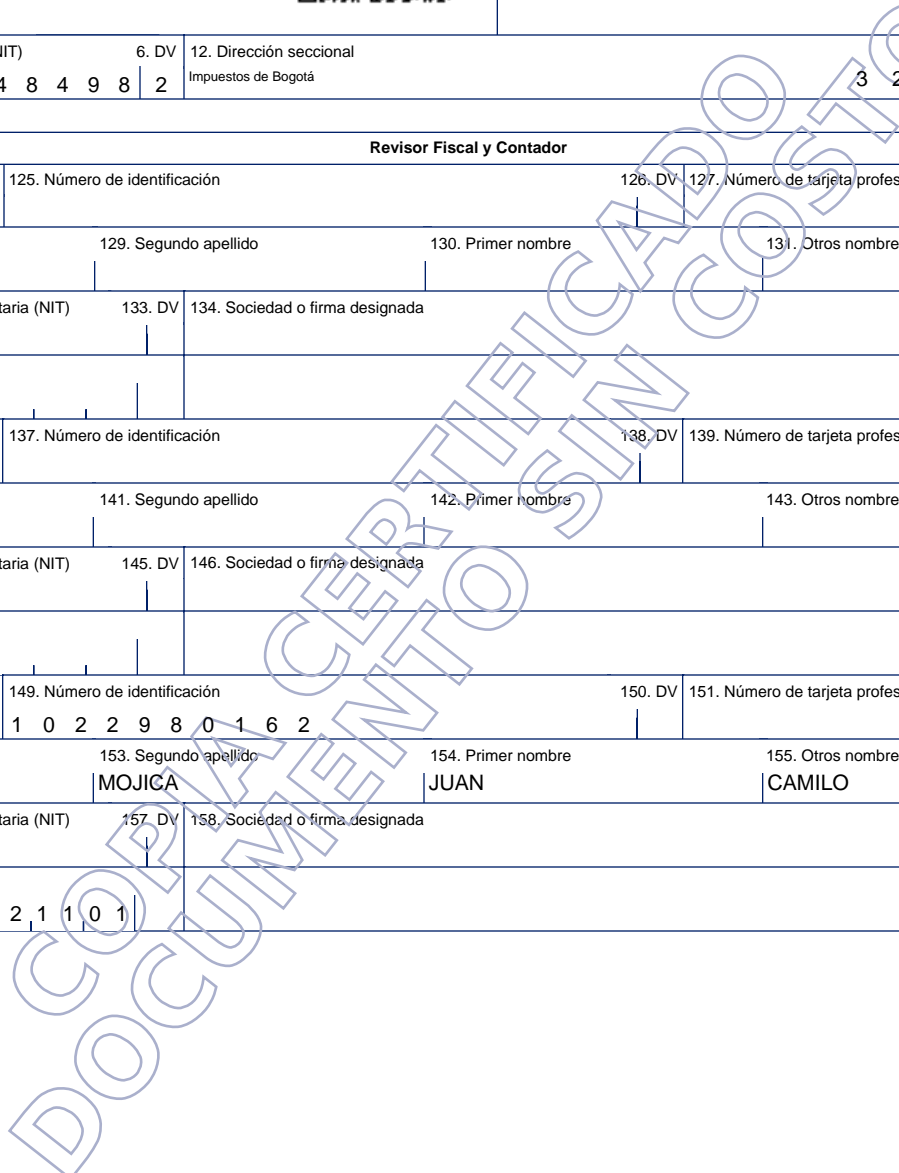 NIT) 6. DV 12. Dirección seccional
4 8 4 9 8 2 Impuestos de Bogotá 3 2
Revisor Fiscal y Contador
125. Número de identificación 126. DV 127. Número de tarjeta profes
129. Segundo apellido 130. Primer nombre 131. Otros nombre
taria (NIT) 133. DV 134. Sociedad o firma designada
137. Número de identificación 138. DV 139. Número de tarjeta profes
141. Segundo apellido 142. Primer nombre 143. Otros nombre
taria (NIT) 145. DV 146. Sociedad o firma designada
149. Número de identificación 150. DV 151. Número de tarjeta profes
1 0 2 2 9 8 0 1 6 2
153. Segundo apellido 154. Primer nombre 155. Otros nombre
MOJICA JUAN CAMILO
taria (NIT) 157. DV 158. Sociedad o firma designada
2 1 1 0 1
COPIA CERTIFICADO
DOCUMENTO SIN COSTO